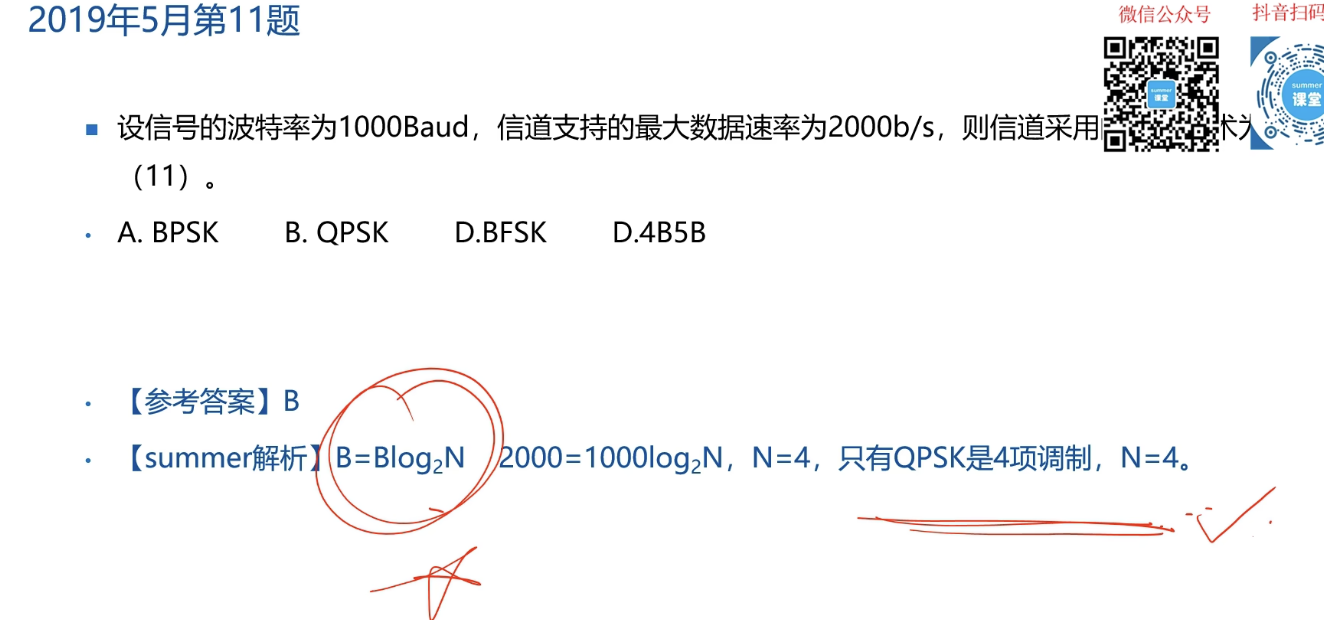 2019年5月第11题
微信公众号
抖音扫码
summer
课堂
summer
课堂
■ 设信号的波特率为1000Baud，信道支持的最大数据速率为2000b/s，则信道采用 术为
（11）。
• A. BPSK B. QPSK D.BFSK D.4B5B
• 【参考答案】B
• 【summer解析】B=Blog₂N 2000=1000log₂N，N=4，只有QPSK是4项调制，N=4。